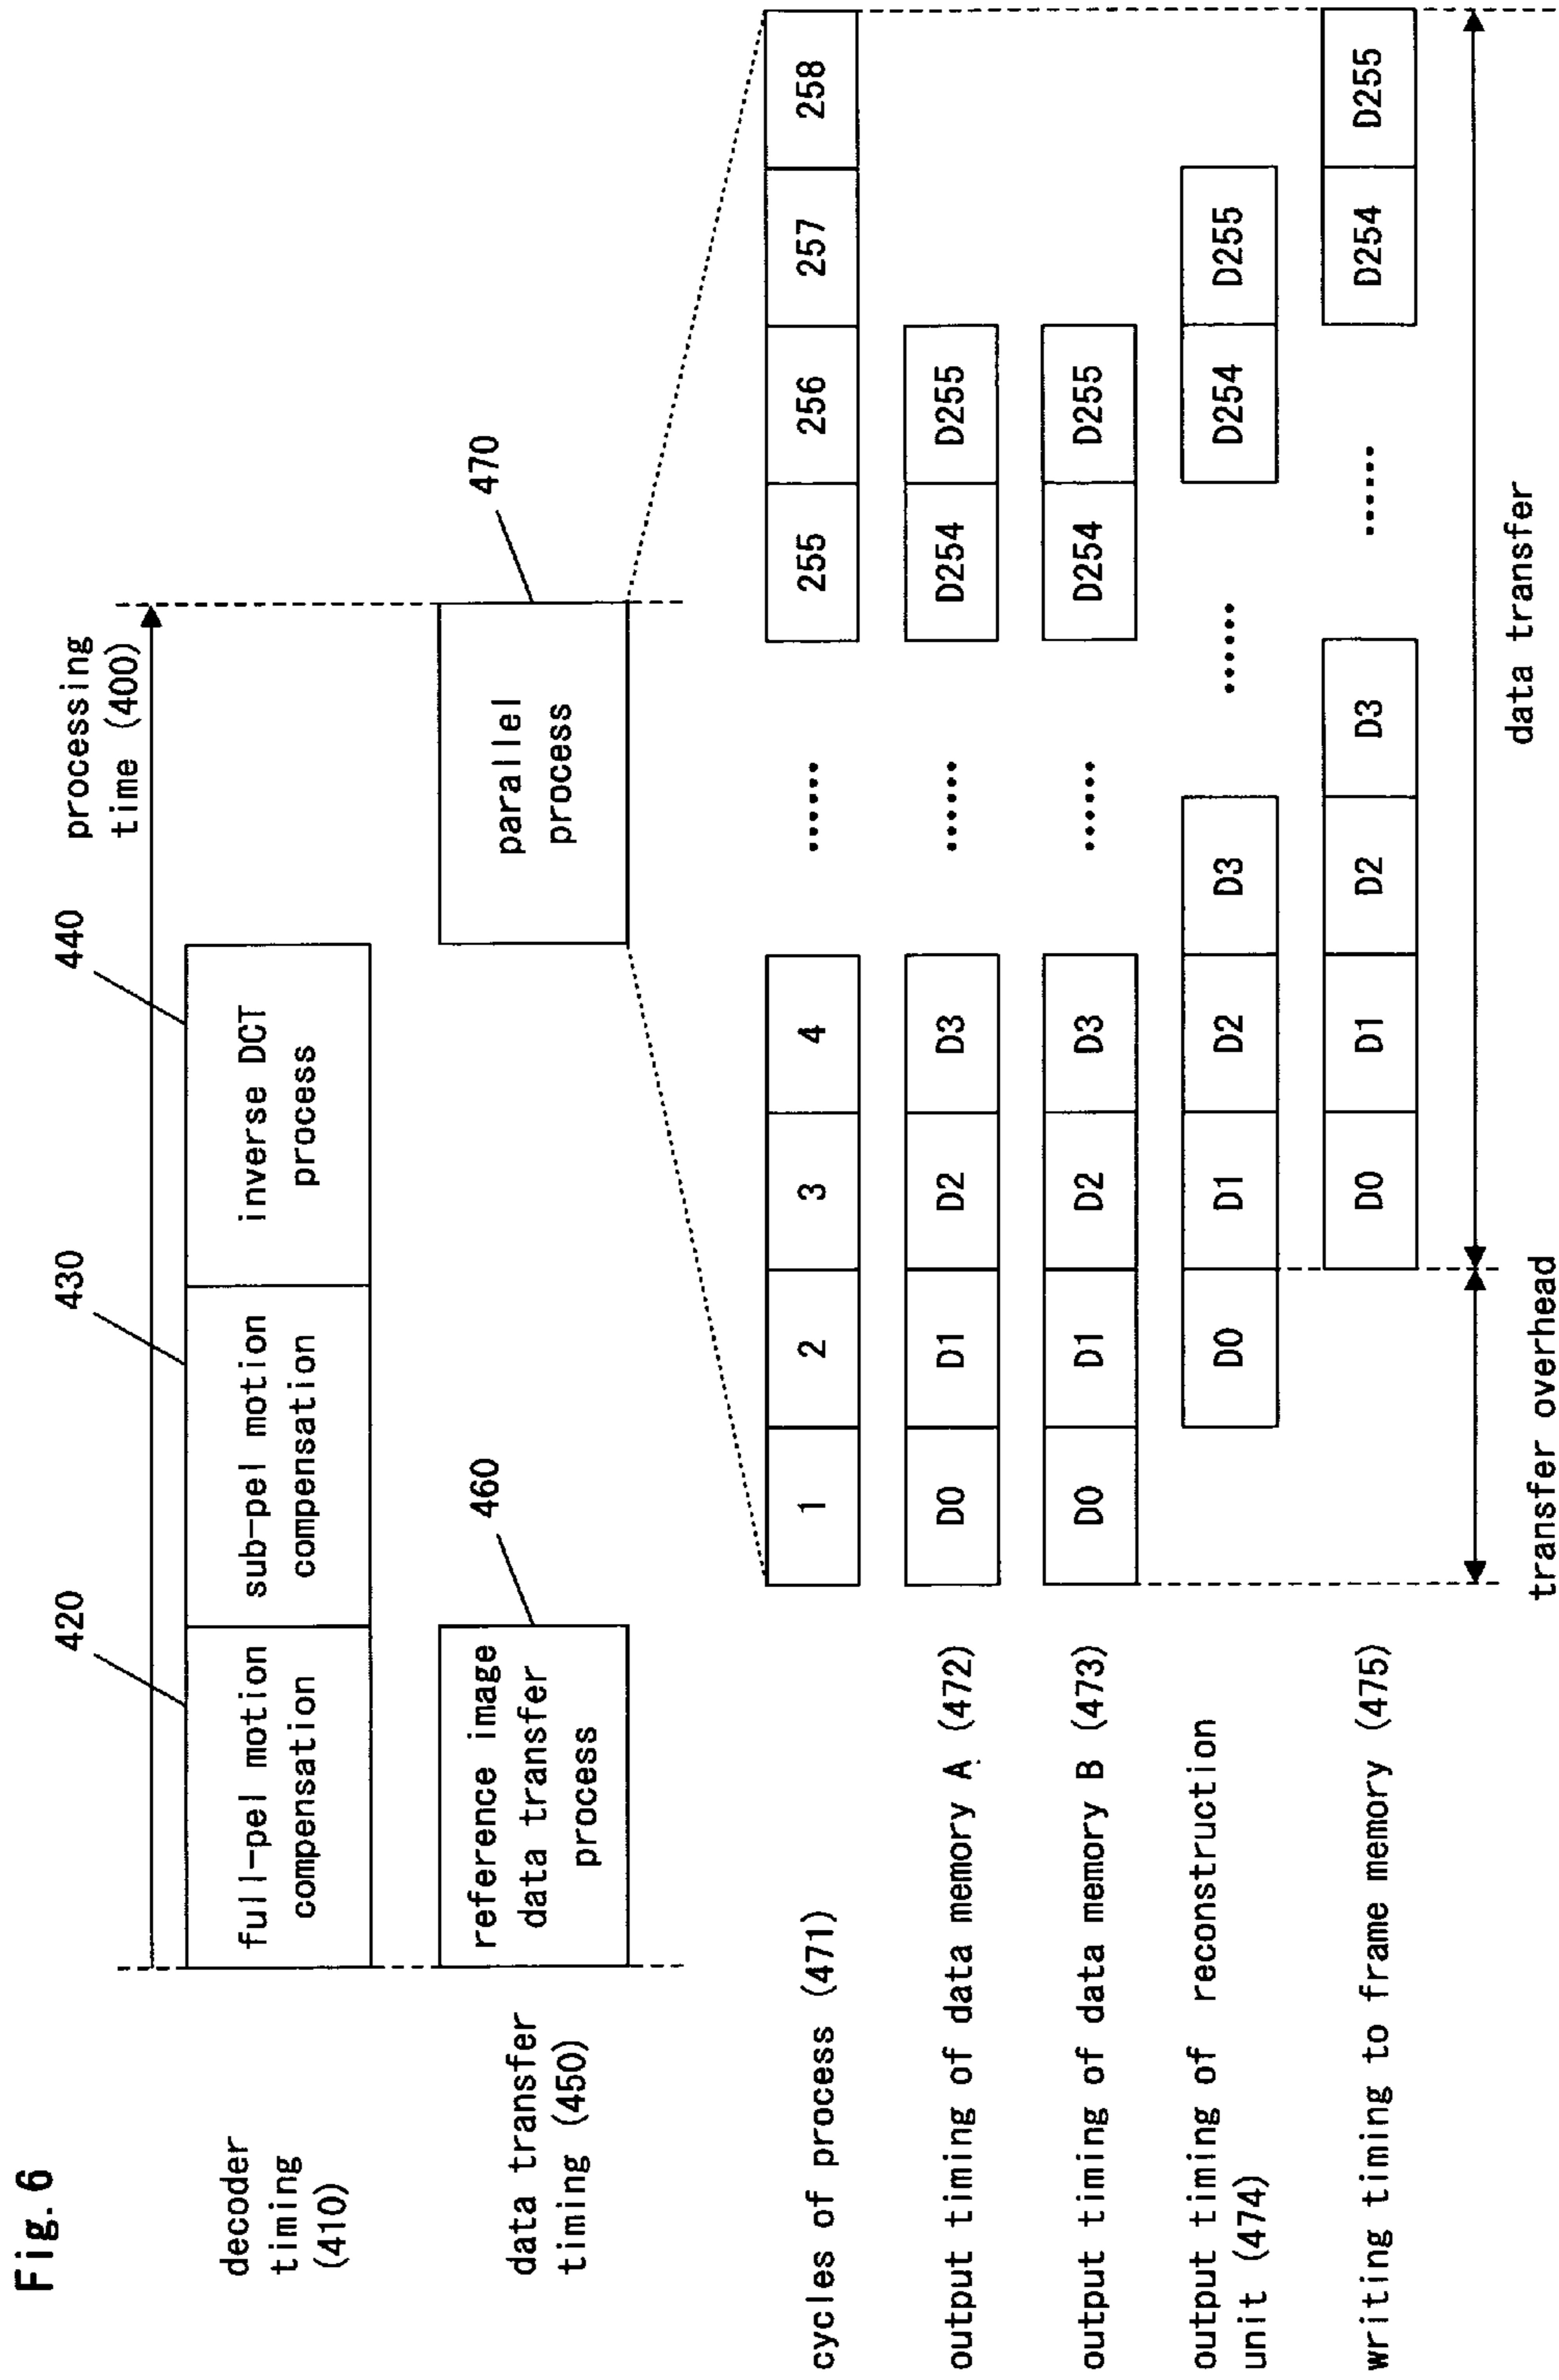 Fig. 6
processing
time (400)
420
430
440
decoder
timing
(410)
full-pel motion
compensation
sub-pel motion
compensation
inverse DCT
process
460
470
data transfer
timing (450)
reference image
data transfer
process
parallel
process
cycles of process (471)
1 2 3 4 ...... 255 256 257 258
output timing of data memory A (472)
D0 D1 D2 D3 ...... D254 D255
output timing of data memory B (473)
D0 D1 D2 D3 ...... D254 D255
output timing of reconstruction
unit (474)
D0 D1 D2 D3 ...... D254 D255
writing timing to frame memory (475)
D0 D1 D2 D3 ...... D254 D255
transfer overhead
data transfer